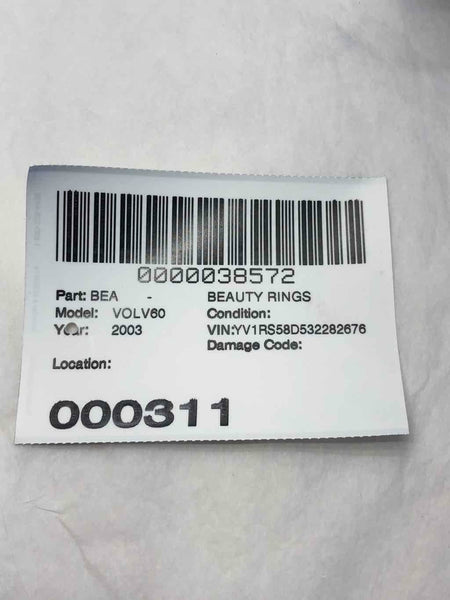 0000038572
Part: BEA - BEAUTY RINGS
Model: VOLV60 Condition:
Year: 2003 VIN:YV1RS58D532282676
Damage Code:
Location:
000311